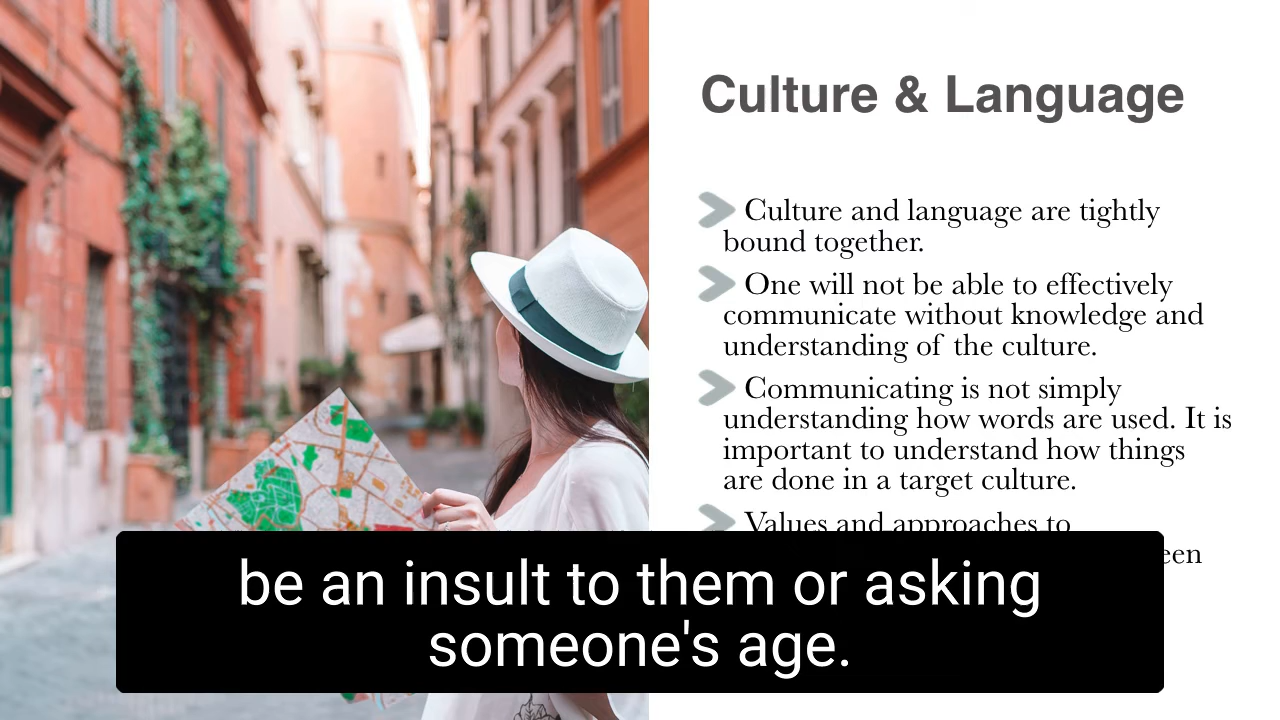 Culture & Language
Culture and language are tightly
bound together.
One will not be able to effectively
communicate without knowledge and
understanding of the culture.
Communicating is not simply
understanding how words are used. It is
important to understand how things
are done in a target culture.
Values and approaches to
be an insult to them or asking
someone's age.